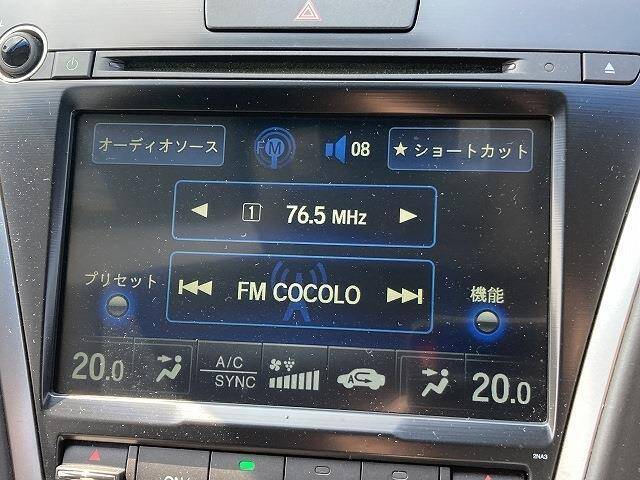 オーディオソース
FM
08
★ショートカット
1
76.5 MHz
プリセット
FM COCOLO
機能
20.0
A/C
SYNC
20.0
2NA3